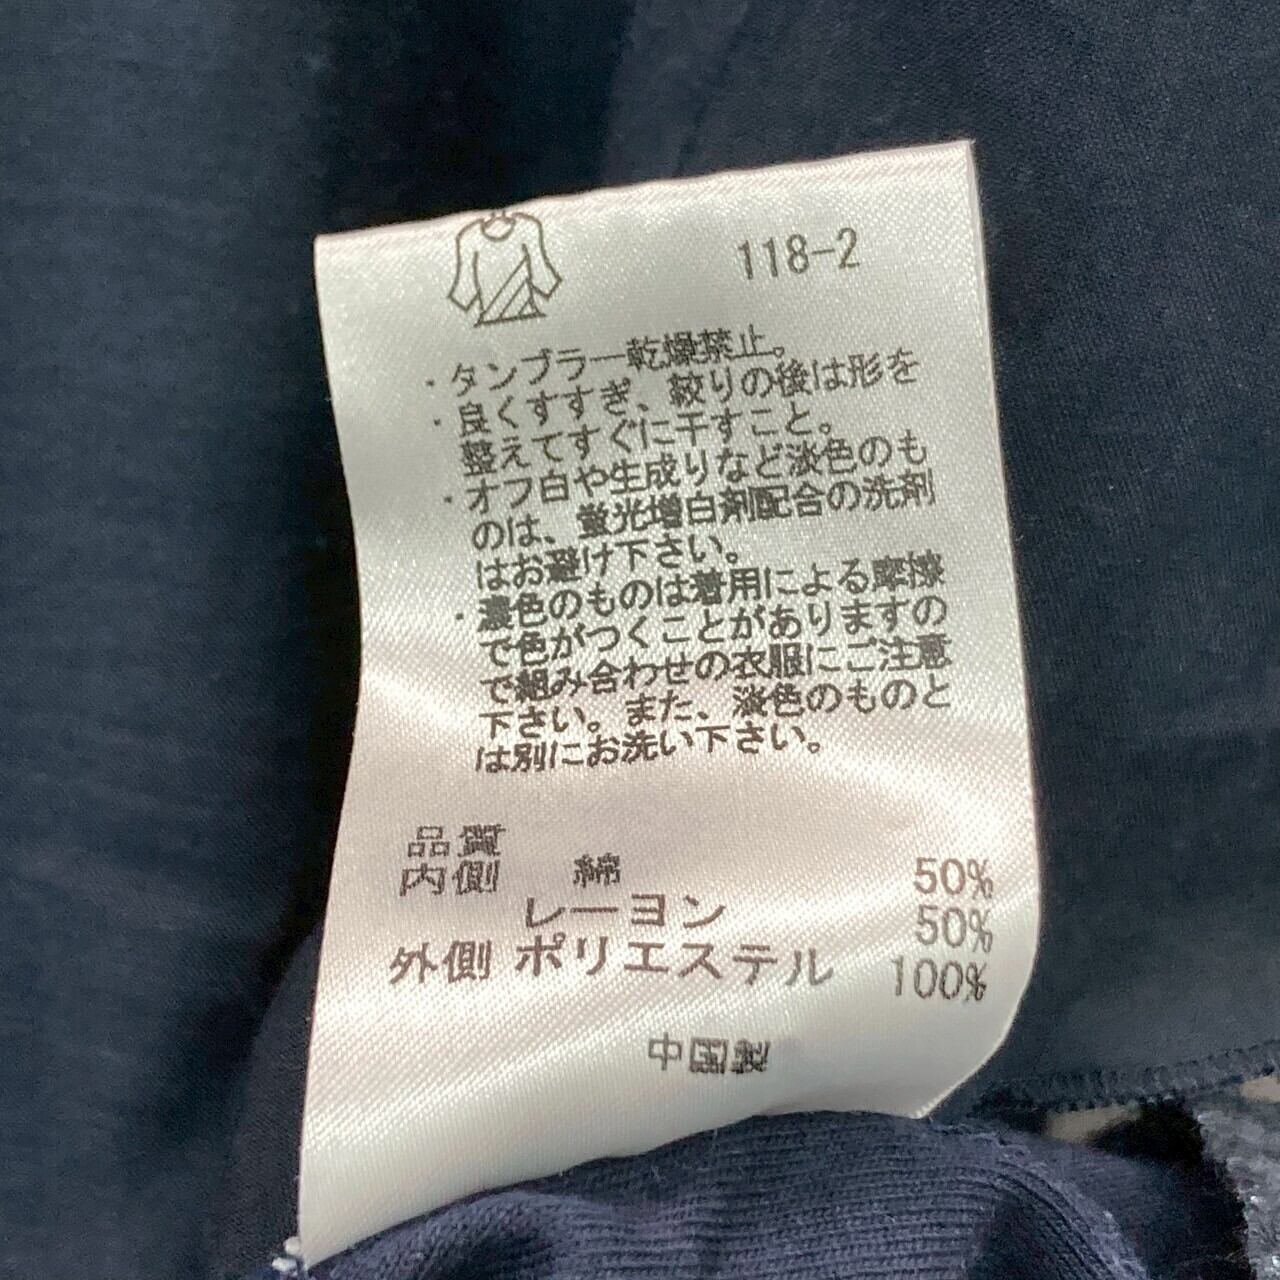 118-2
・タンブラー乾燥禁止。
・良くすすぎ、絞りの後は形を
整えてすぐに干すこと。
・オフ白や生成りなど淡色のも
のは、蛍光増白剤配合の洗剤
はお避け下さい。
・濃色のものは着用による摩擦
で色がつくことがありますの
で組み合わせの衣服にご注意
下さい。また、淡色のものと
は別にお洗い下さい。
品質
内側 綿 50%
レーヨン 50%
外側 ポリエステル 100%
中国製